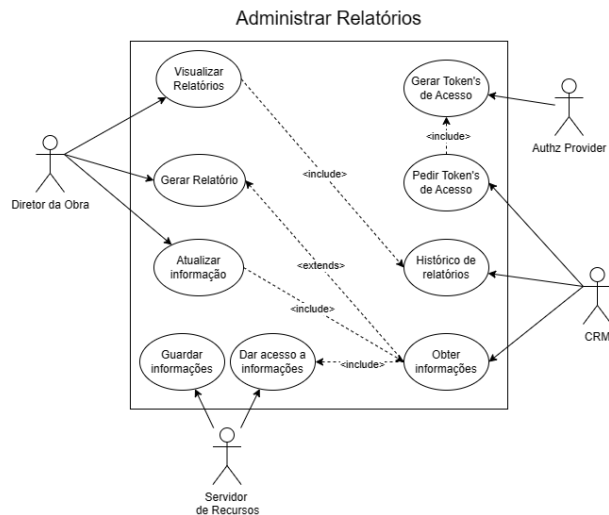 Administrar Relatórios
Visualizar
Relatórios
Gerar Token's
de Acesso
<include>
Authz Provider
<include>
Gerar Relatório
Pedir Token's
de Acesso
Diretor da Obra
Atualizar
informação
<extends>
Histórico de
relatórios
<include>
CRM
Guardar
informações
Dar acesso a
informações
<include>
Obter
informações
Servidor
de Recursos